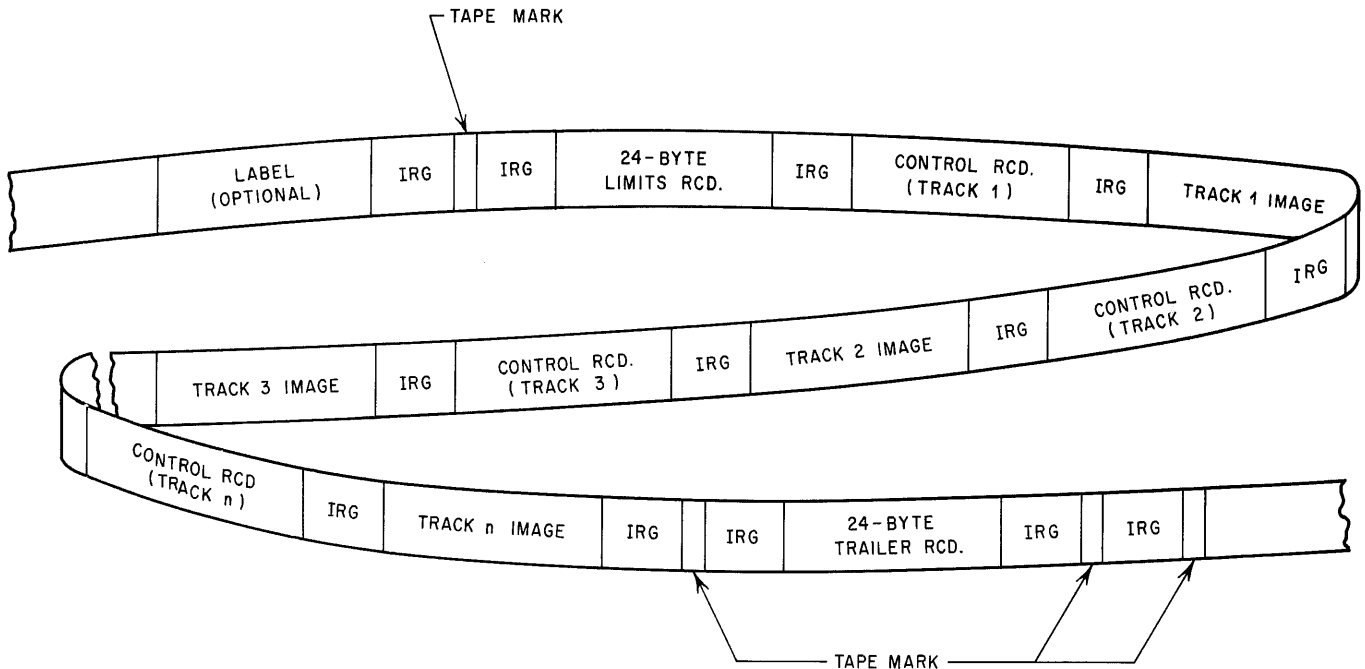 TAPE MARK
LABEL
(OPTIONAL)
IRG
IRG
24-BYTE
LIMITS RCD.
IRG
CONTROL RCD.
(TRACK 1)
IRG
TRACK 1 IMAGE
IRG
CONTROL RCD.
(TRACK 2)
IRG
TRACK 2 IMAGE
IRG
CONTROL RCD.
(TRACK 3)
IRG
TRACK 3 IMAGE
CONTROL RCD
(TRACK n)
IRG
TRACK n IMAGE
IRG
IRG
24-BYTE
TRAILER RCD.
IRG
IRG
TAPE MARK